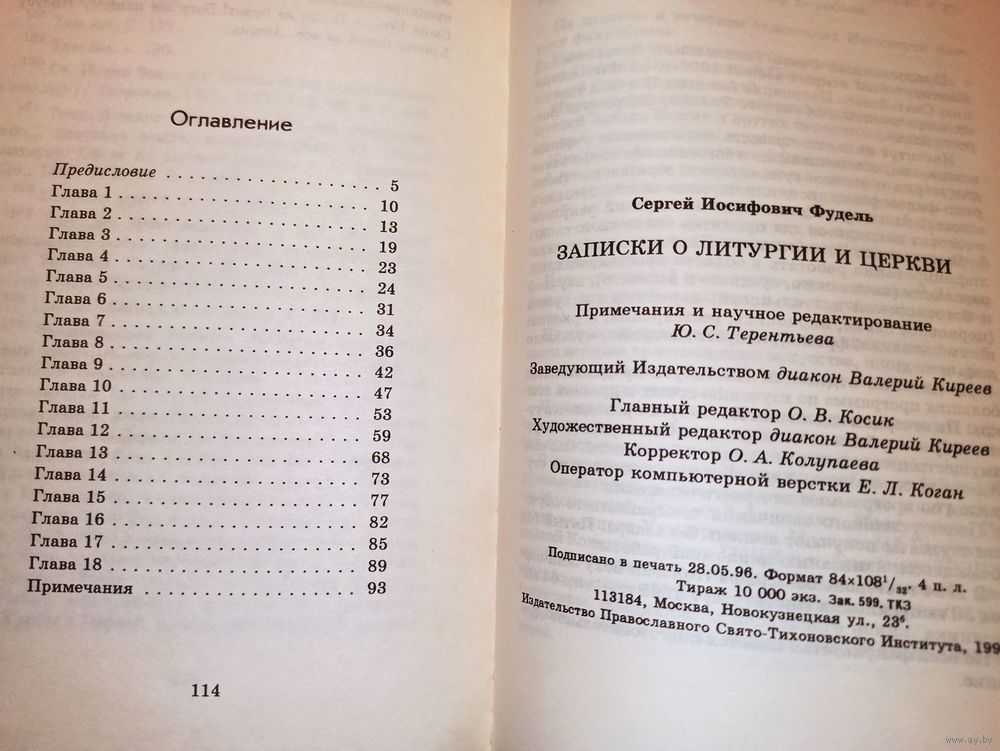 Оглавление
Предисловие . . . . . . . . . . . . . . . . . . . . 5
Глава 1 . . . . . . . . . . . . . . . . . . . . . . . 10
Глава 2 . . . . . . . . . . . . . . . . . . . . . . . 13
Глава 3 . . . . . . . . . . . . . . . . . . . . . . . 19
Глава 4 . . . . . . . . . . . . . . . . . . . . . . . 23
Глава 5 . . . . . . . . . . . . . . . . . . . . . . . 24
Глава 6 . . . . . . . . . . . . . . . . . . . . . . . 31
Глава 7 . . . . . . . . . . . . . . . . . . . . . . . 34
Глава 8 . . . . . . . . . . . . . . . . . . . . . . . 36
Глава 9 . . . . . . . . . . . . . . . . . . . . . . . 42
Глава 10 . . . . . . . . . . . . . . . . . . . . . . 47
Глава 11 . . . . . . . . . . . . . . . . . . . . . . 53
Глава 12 . . . . . . . . . . . . . . . . . . . . . . 59
Глава 13 . . . . . . . . . . . . . . . . . . . . . . 68
Глава 14 . . . . . . . . . . . . . . . . . . . . . . 73
Глава 15 . . . . . . . . . . . . . . . . . . . . . . 77
Глава 16 . . . . . . . . . . . . . . . . . . . . . . 82
Глава 17 . . . . . . . . . . . . . . . . . . . . . . 85
Глава 18 . . . . . . . . . . . . . . . . . . . . . . 89
Примечания . . . . . . . . . . . . . . . . . . . . 93
114
Сергей Иосифович Фудель
ЗАПИСКИ О ЛИТУРГИИ И ЦЕРКВИ
Примечания и научное редактирование
Ю. С. Терентьева
Заведующий Издательством диакон Валерий Киреев
Главный редактор О. В. Косик
Художественный редактор диакон Валерий Киреев
Корректор О. А. Колупаева
Оператор компьютерной верстки Е. Л. Коган
Подписано в печать 28.05.96. Формат 84×108¹/₃₂. 4 п. л.
Тираж 10 000 экз. Зак. 599. ТКЗ
113184, Москва, Новокузнецкая ул., 23⁶.
Издательство Православного Свято-Тихоновского Института, 199
www.ay.by